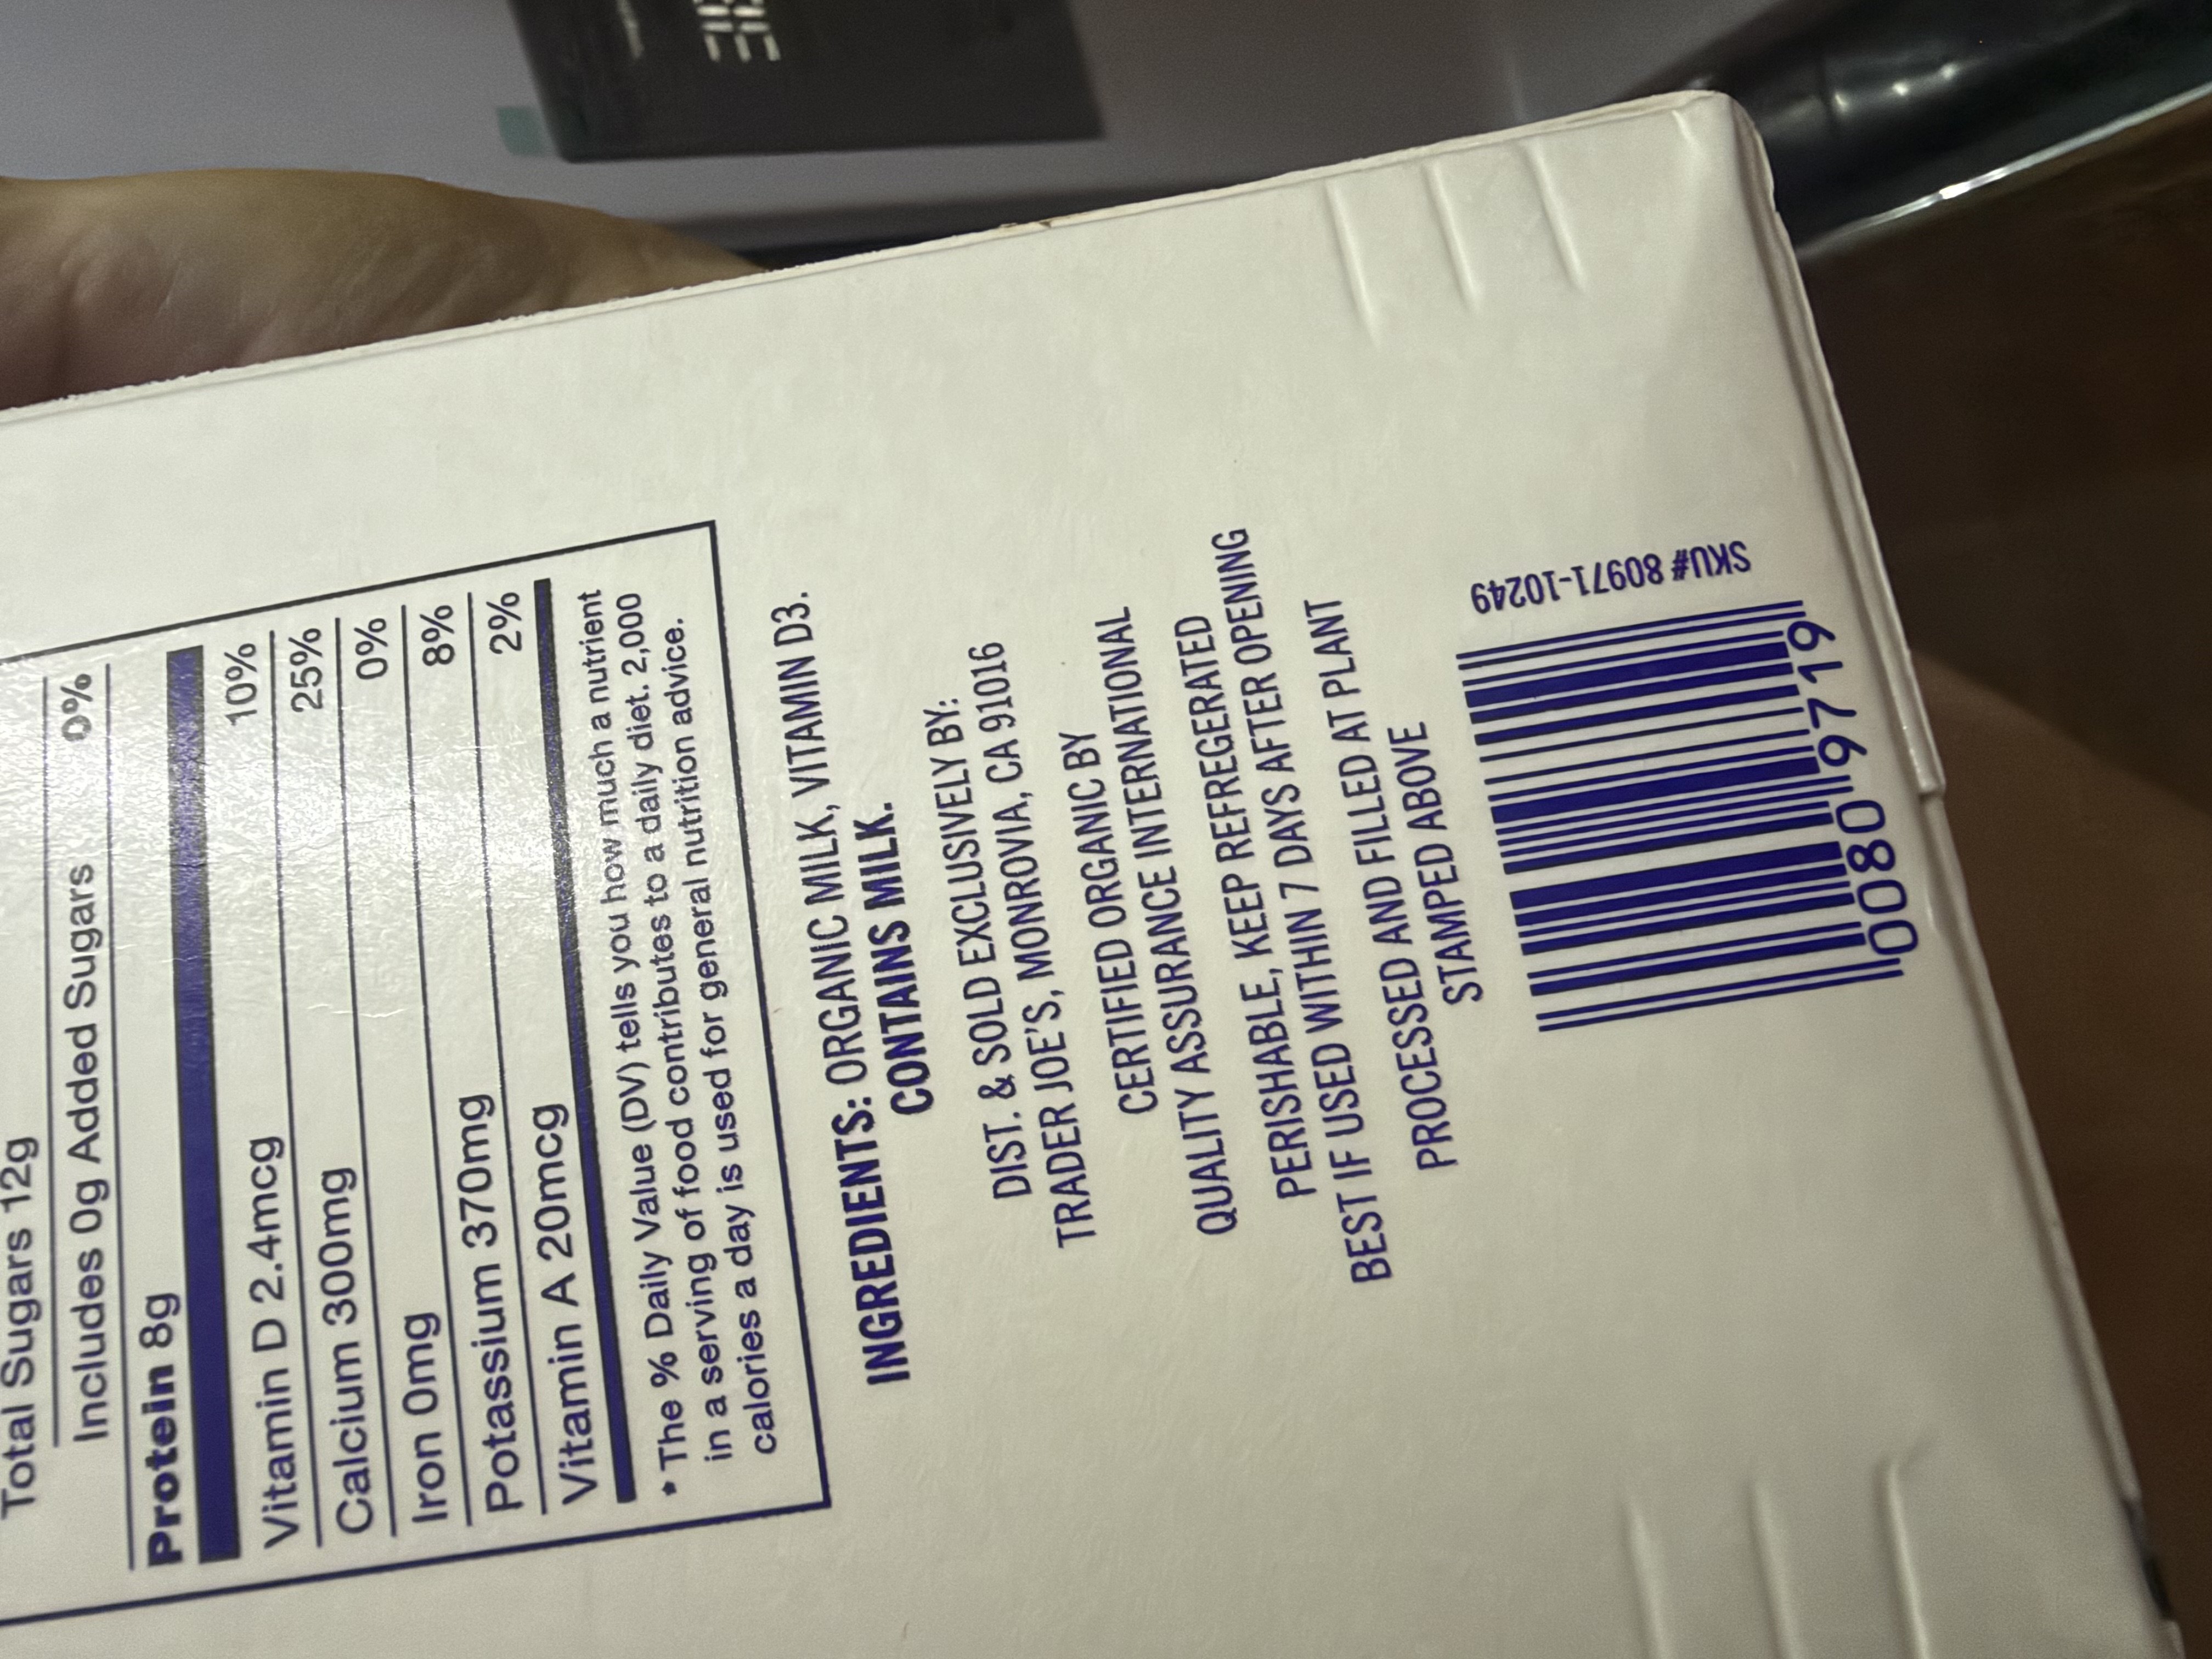 Total Sugars 12g
Includes 0g Added Sugars 0%
Protein 8g
Vitamin D 2.4mcg 10%
Calcium 300mg 25%
Iron 0mg 0%
Potassium 370mg 8%
Vitamin A 20mcg 2%
* The % Daily Value (DV) tells you how much a nutrient
in a serving of food contributes to a daily diet. 2,000
calories a day is used for general nutrition advice.
INGREDIENTS: ORGANIC MILK, VITAMIN D3.
CONTAINS MILK.
DIST. & SOLD EXCLUSIVELY BY:
TRADER JOE'S, MONROVIA, CA 91016
CERTIFIED ORGANIC BY
QUALITY ASSURANCE INTERNATIONAL
PERISHABLE, KEEP REFREGERATED
BEST IF USED WITHIN 7 DAYS AFTER OPENING
PROCESSED AND FILLED AT PLANT
STAMPED ABOVE
SKU# 80971-10249
0080 9719